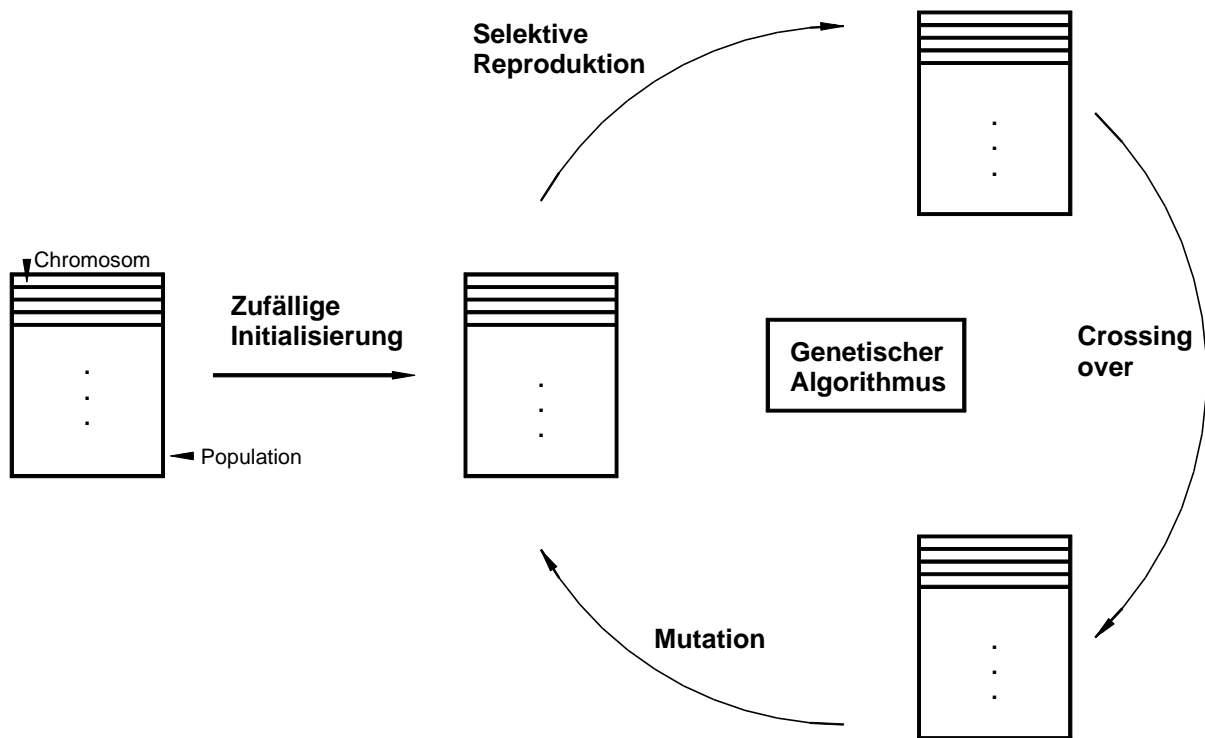 Selektive
Reproduktion
Chromosom
Zufällige
Initialisierung
Population
Genetischer
Algorithmus
Crossing
over
Mutation